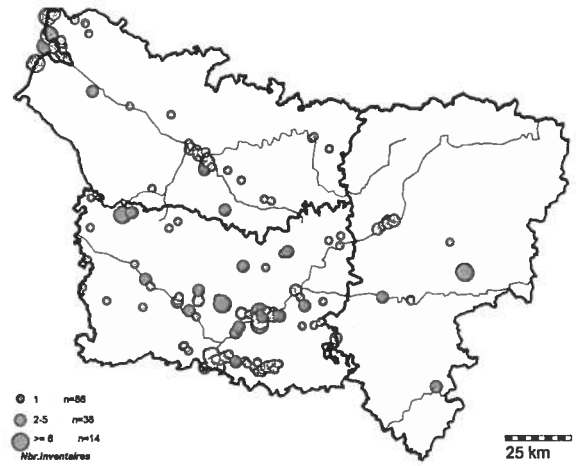 1 n=86
2-5 n=38
>= 6 n=14
Nbr.Inventaires
25 km